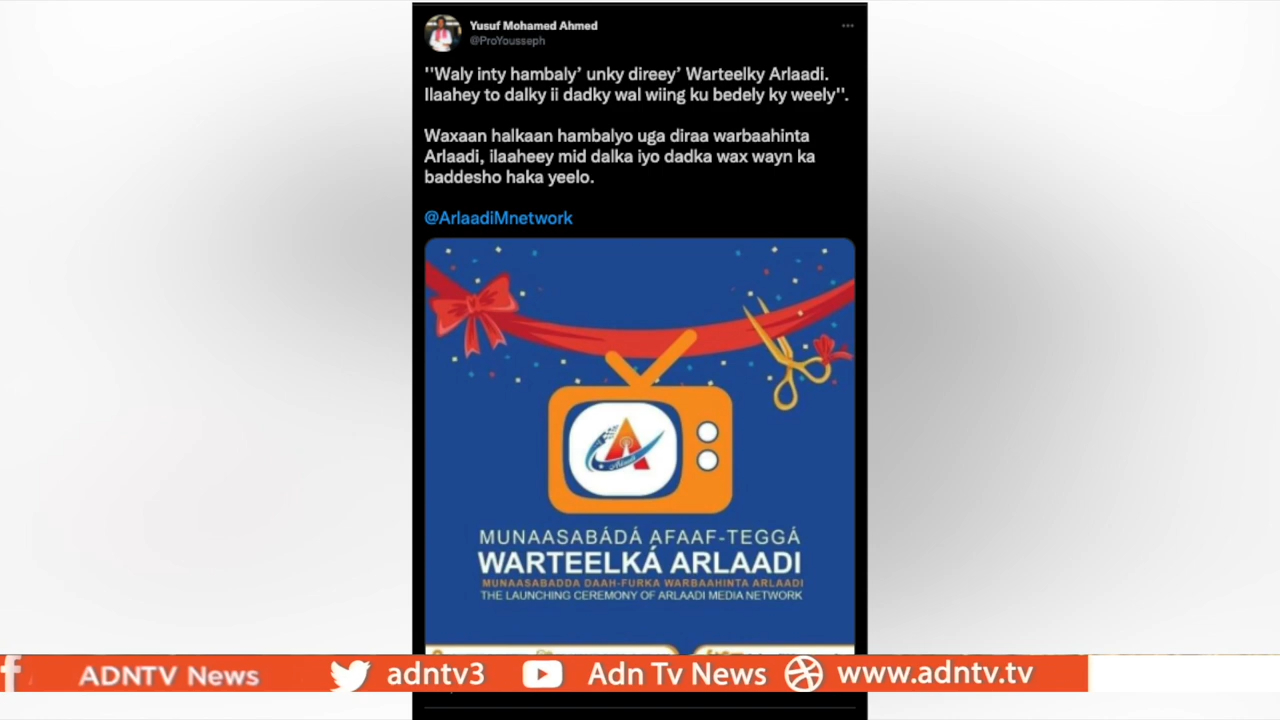 Yusuf Mohamed Ahmed
@ProYousseph
''Waly inty hambaly’ unky direey’ Warteelky Arlaadi.
Ilaahey to dalky ii dadky wal wiing ku bedely ky weely''.
Waxaan halkaan hambalyo uga diraa warbaahinta
Arlaadi, ilaaheey mid dalka iyo dadka wax wayn ka
baddesho haka yeelo.
@ArlaadiMnetwork
A
Arlaadi
MUNAASABÁDÁ AFAAF-TEGGÁ
WARTEELKÁ ARLAADI
MUNAASABADDA DAAH-FURKA WARBAAHINTA ARLAADI
THE LAUNCHING CEREMONY OF ARLAADI MEDIA NETWORK
ADNTV News adntv3 Adn Tv News www.adntv.tv